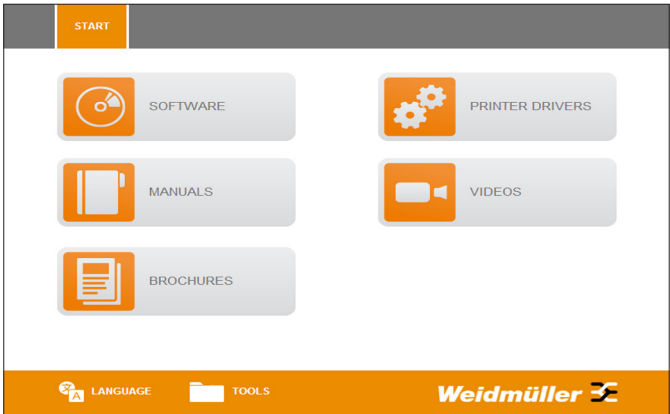 START
SOFTWARE
PRINTER DRIVERS
MANUALS
VIDEOS
BROCHURES
LANGUAGE
TOOLS
Weidmüller